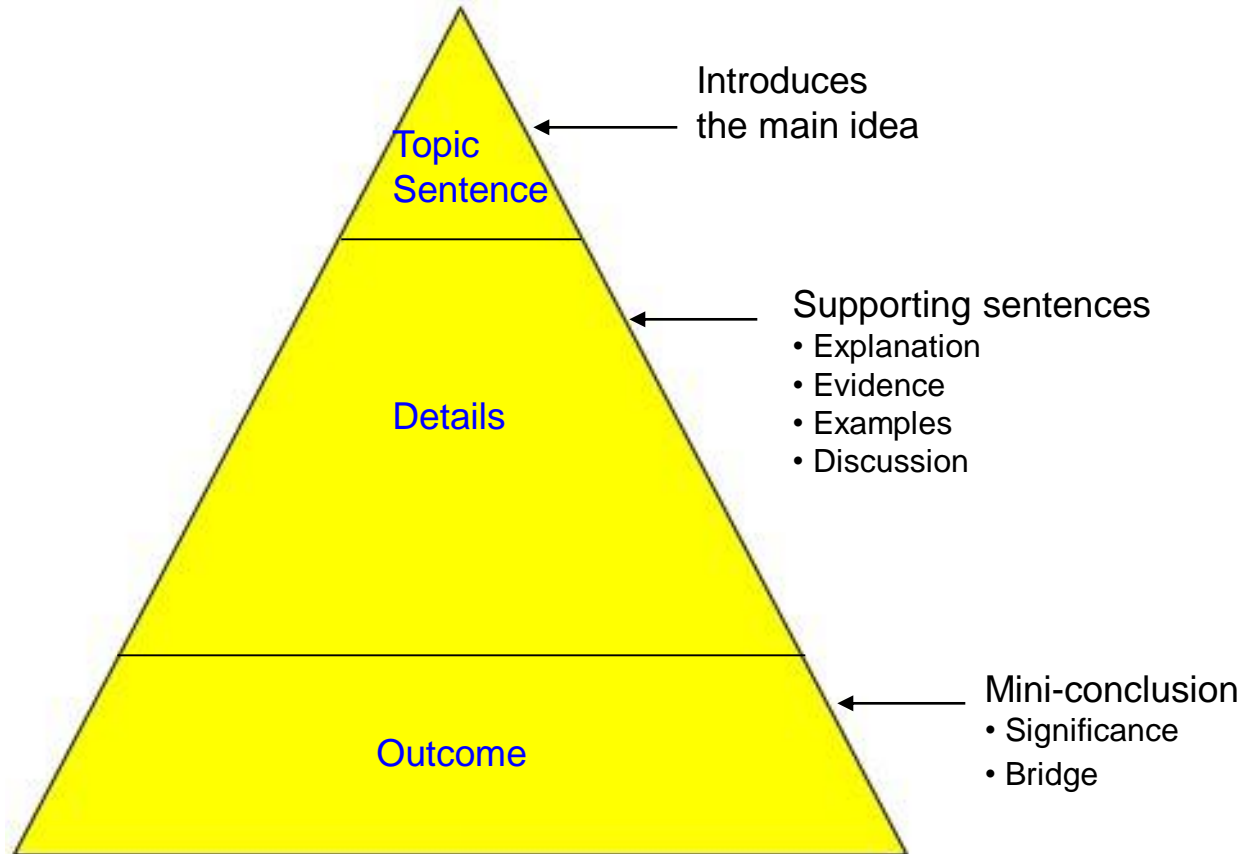 Introduces
the main idea
Topic
Sentence
Supporting sentences
• Explanation
• Evidence
• Examples
• Discussion
Details
Mini-conclusion
• Significance
• Bridge
Outcome